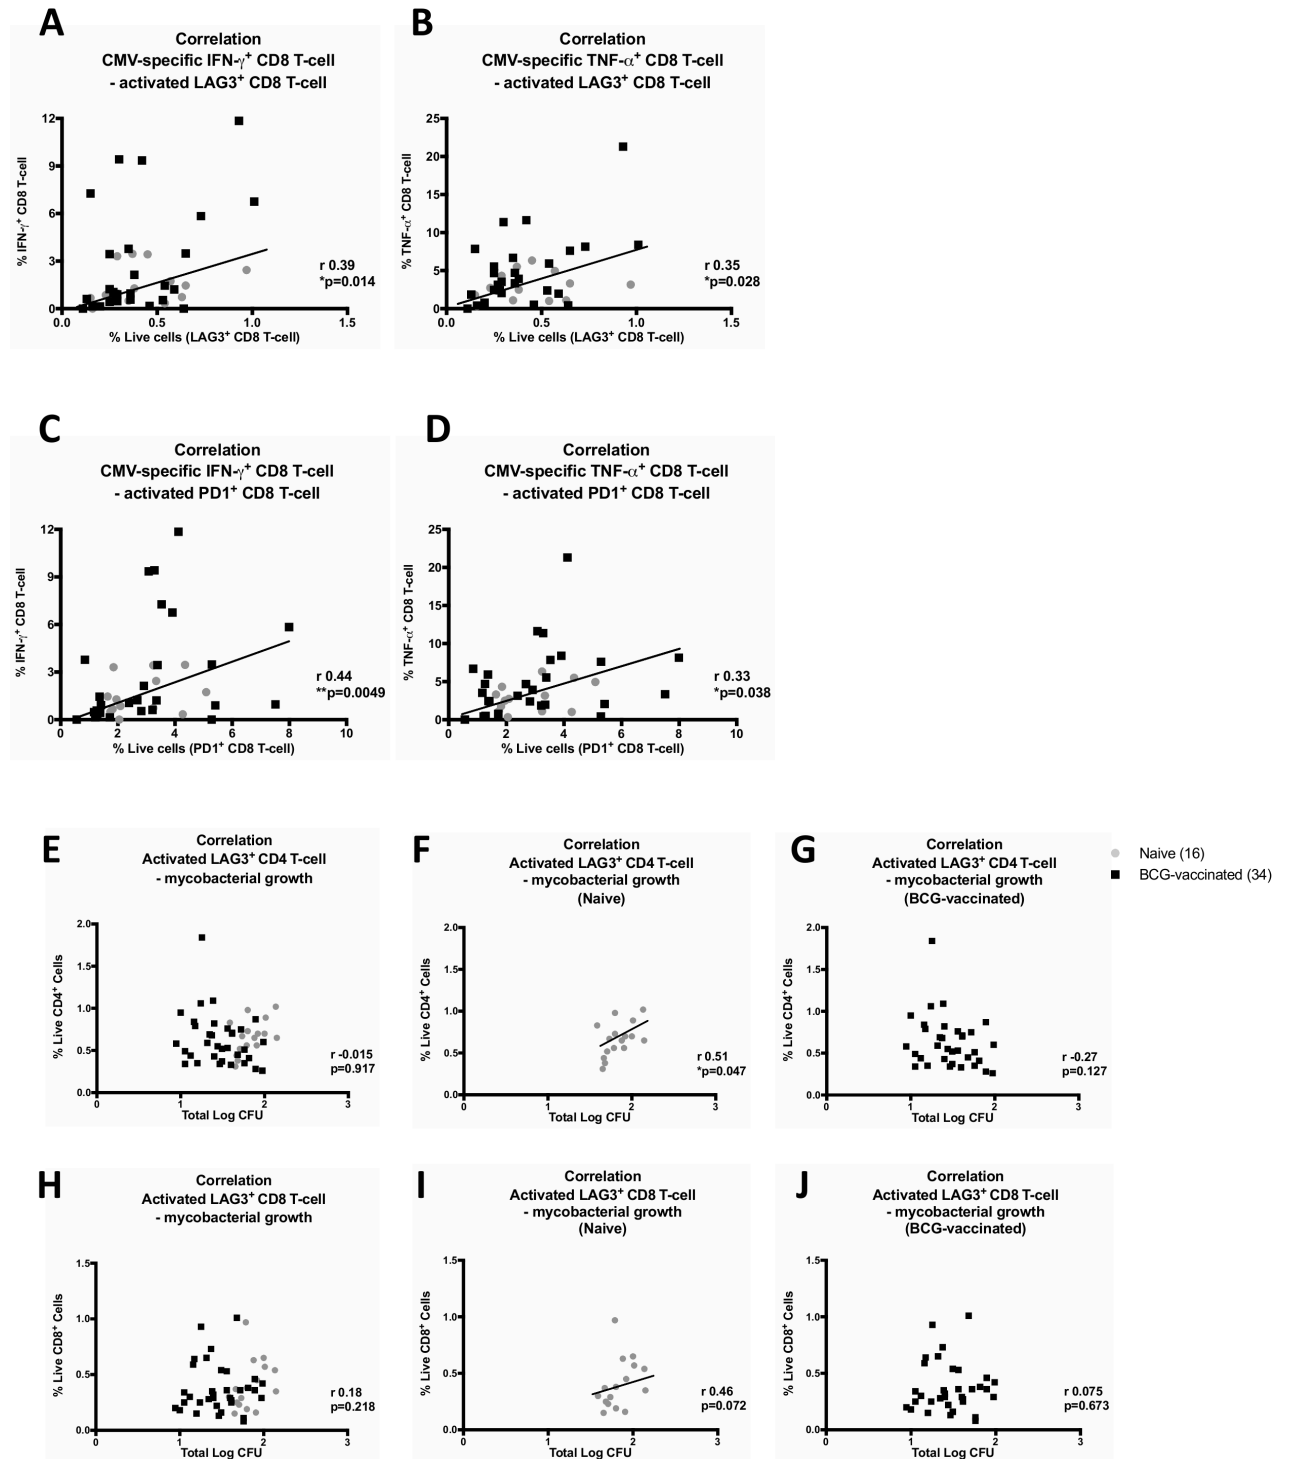 A
Correlation
CMV-specific IFN-γ+ CD8 T-cell
- activated LAG3+ CD8 T-cell
% IFN-γ+ CD8 T-cell
12
9
6
3
0
0.0 0.5 1.0 1.5
% Live cells (LAG3+ CD8 T-cell)
r 0.39
*p=0.014
B
Correlation
CMV-specific TNF-α+ CD8 T-cell
- activated LAG3+ CD8 T-cell
% TNF-α+ CD8 T-cell
25
20
15
10
5
0
0.0 0.5 1.0 1.5
% Live cells (LAG3+ CD8 T-cell)
r 0.35
*p=0.028
C
Correlation
CMV-specific IFN-γ+ CD8 T-cell
- activated PD1+ CD8 T-cell
% IFN-γ+ CD8 T-cell
12
9
6
3
0
0 2 4 6 8 10
% Live cells (PD1+ CD8 T-cell)
r 0.44
**p=0.0049
D
Correlation
CMV-specific TNF-α+ CD8 T-cell
- activated PD1+ CD8 T-cell
% TNF-α+ CD8 T-cell
25
20
15
10
5
0
0 2 4 6 8 10
% Live cells (PD1+ CD8 T-cell)
r 0.33
*p=0.038
E
Correlation
Activated LAG3+ CD4 T-cell
- mycobacterial growth
% Live CD4+ Cells
2.0
1.5
1.0
0.5
0.0
0 1 2 3
Total Log CFU
r -0.015
p=0.917
F
Correlation
Activated LAG3+ CD4 T-cell
- mycobacterial growth
(Naive)
% Live CD4+ Cells
2.0
1.5
1.0
0.5
0.0
0 1 2 3
Total Log CFU
r 0.51
*p=0.047
G
Correlation
Activated LAG3+ CD4 T-cell
- mycobacterial growth
(BCG-vaccinated)
% Live CD4+ Cells
2.0
1.5
1.0
0.5
0.0
0 1 2 3
Total Log CFU
r -0.27
p=0.127
Naive (16)
BCG-vaccinated (34)
H
Correlation
Activated LAG3+ CD8 T-cell
- mycobacterial growth
% Live CD8+ Cells
1.5
1.0
0.5
0.0
0 1 2 3
Total Log CFU
r 0.18
p=0.218
I
Correlation
Activated LAG3+ CD8 T-cell
- mycobacterial growth
(Naive)
% Live CD8+ Cells
1.5
1.0
0.5
0.0
0 1 2 3
Total Log CFU
r 0.46
p=0.072
J
Correlation
Activated LAG3+ CD8 T-cell
- mycobacterial growth
(BCG-vaccinated)
% Live CD8+ Cells
1.5
1.0
0.5
0.0
0 1 2 3
Total Log CFU
r 0.075
p=0.673